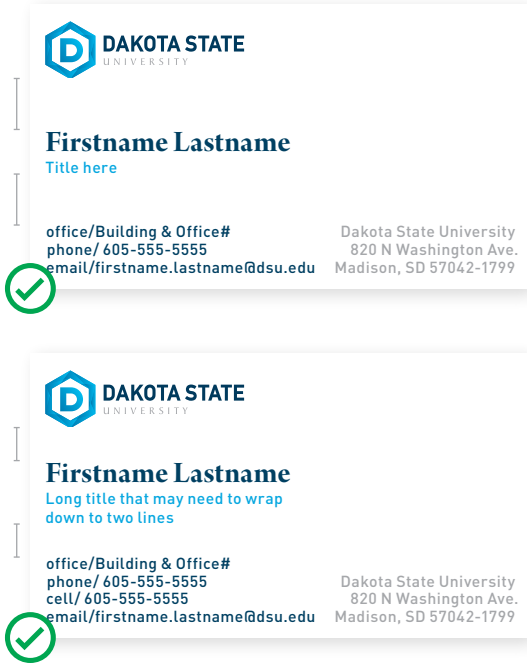 DAKOTA STATE
UNIVERSITY
Firstname Lastname
Title here
office/Building & Office#
phone/ 605-555-5555
email/firstname.lastname@dsu.edu
Dakota State University
820 N Washington Ave.
Madison, SD 57042-1799
DAKOTA STATE
UNIVERSITY
Firstname Lastname
Long title that may need to wrap
down to two lines
office/Building & Office#
phone/ 605-555-5555
cell/ 605-555-5555
email/firstname.lastname@dsu.edu
Dakota State University
820 N Washington Ave.
Madison, SD 57042-1799